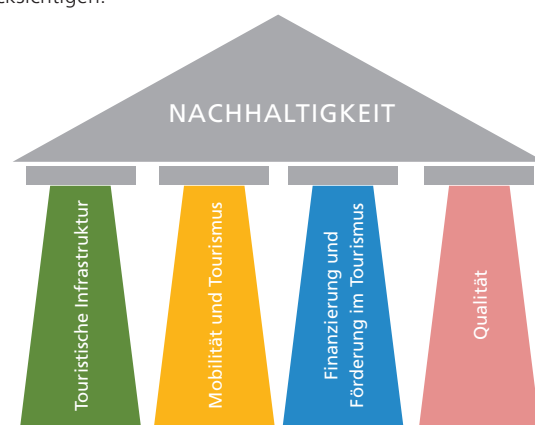 NACHHALTIGKEIT
Touristische Infrastruktur
Mobilität und Tourismus
Finanzierung und
Förderung im Tourismus
Qualität